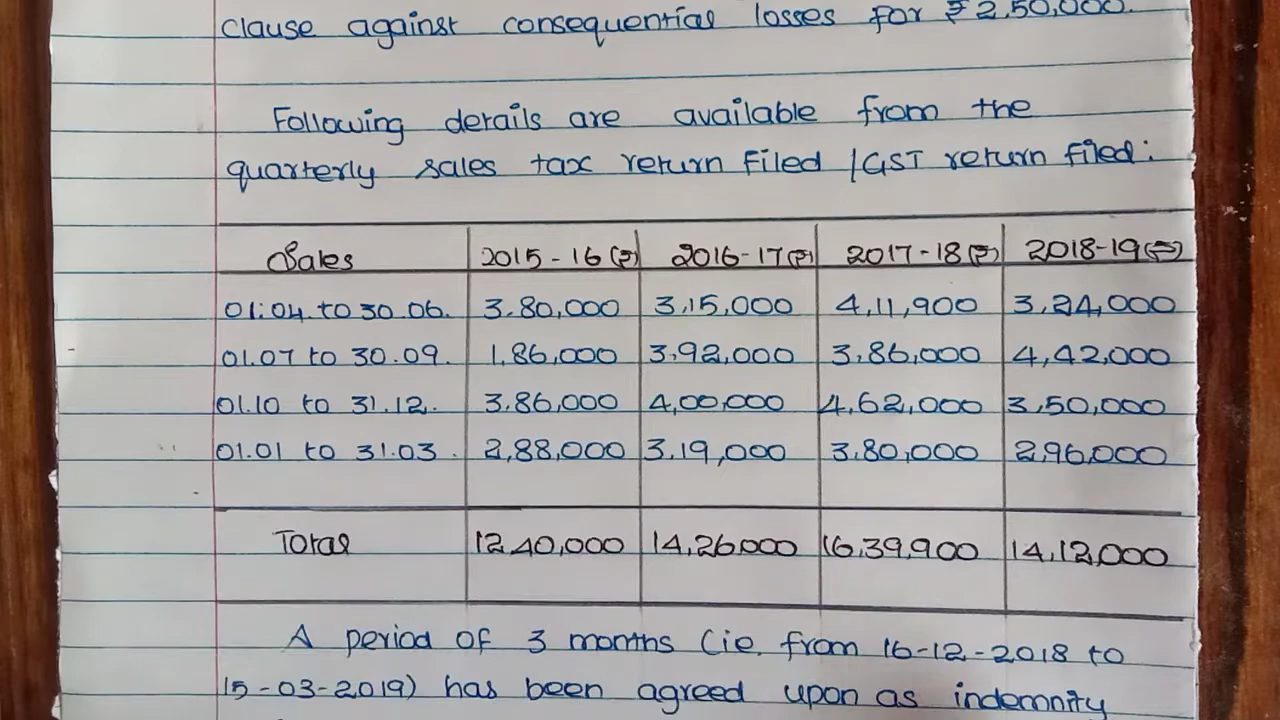 clause against consequential losses for ₹ 2,50,000.
Following details are available from the
quarterly sales tax return filed / GST return filed:
Sales 2015-16 (₹) 2016-17 (₹) 2017-18 (₹) 2018-19 (₹)
01.04. to 30.06. 3,80,000 3,15,000 4,11,900 3,24,000
01.07 to 30.09. 1,86,000 3,92,000 3,86,000 4,42,000
01.10 to 31.12. 3,86,000 4,00,000 4,62,000 3,50,000
01.01 to 31.03. 2,88,000 3,19,000 3,80,000 2,96,000
Total 12,40,000 14,26,000 16,39,900 14,12,000
A period of 3 months (ie. from 16-12-2018 to
15-03-2019) has been agreed upon as indemnity